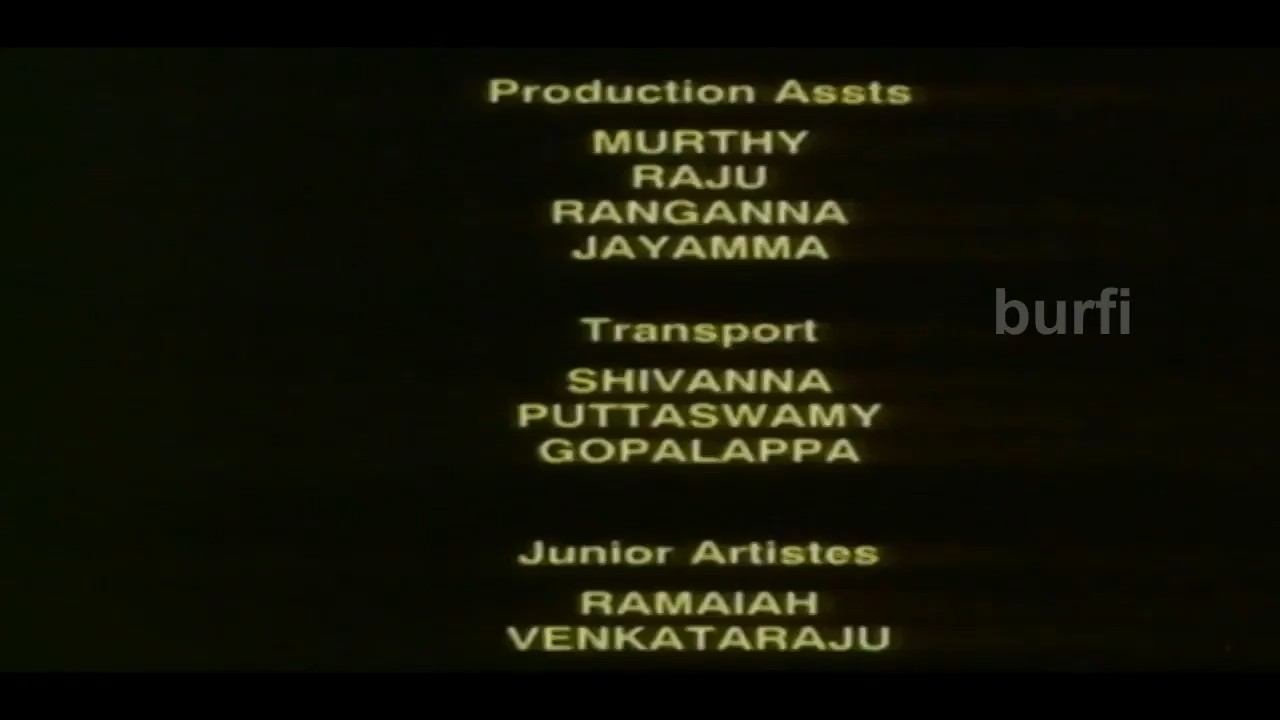 Production Assts
MURTHY
RAJU
RANGANNA
JAYAMMA
burfi
Transport
SHIVANNA
PUTTASWAMY
GOPALAPPA
Junior Artistes
RAMAIAH
VENKATARAJU